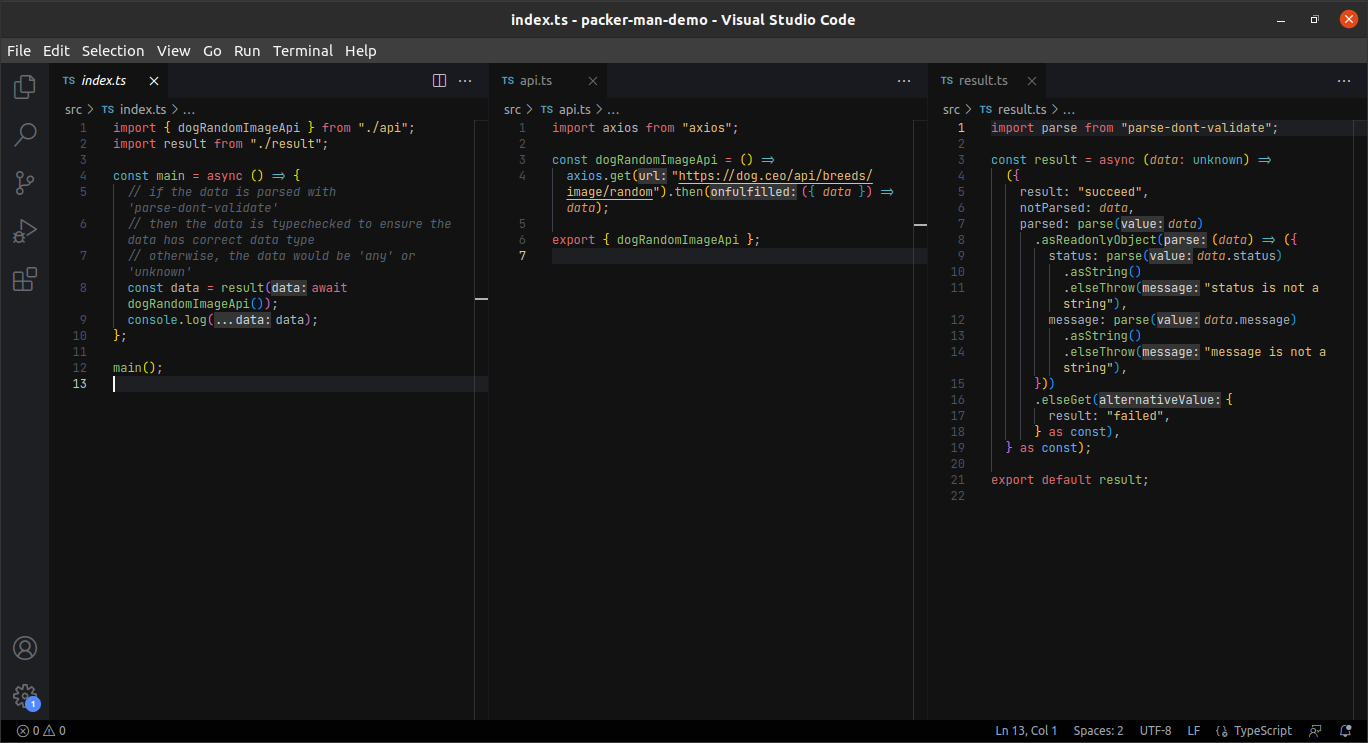 index.ts - packer-man-demo - Visual Studio Code
File Edit Selection View Go Run Terminal Help
TS index.ts
src > TS index.ts > ...
1 import { dogRandomImageApi } from "./api";
2 import result from "./result";
3
4 const main = async () => {
5 // if the data is parsed with
'parse-dont-validate'
6 // then the data is typechecked to ensure the
data has correct data type
7 // otherwise, the data would be 'any' or
'unknown'
8 const data = result(data: await
dogRandomImageApi());
9 console.log(...data: data);
10 };
11
12 main();
13
TS api.ts
src > TS api.ts > ...
1 import axios from "axios";
2
3 const dogRandomImageApi = () =>
4 axios.get(url: "https://dog.ceo/api/breeds/
image/random").then(onfulfilled: ({ data }) =>
data);
5
6 export { dogRandomImageApi };
7
TS result.ts
src > TS result.ts > ...
1 import parse from "parse-dont-validate";
2
3 const result = async (data: unknown) =>
4 ({
5 result: "succeed",
6 notParsed: data,
7 parsed: parse(value: data)
8 .asReadonlyObject(parse: (data) => ({
9 status: parse(value: data.status)
10 .asString()
11 .elseThrow(message: "status is not a
string"),
12 message: parse(value: data.message)
13 .asString()
14 .elseThrow(message: "message is not a
string"),
15 }))
16 .elseGet(alternativeValue: {
17 result: "failed",
18 } as const),
19 } as const);
20
21 export default result;
22
1
0 0
Ln 13, Col 1 Spaces: 2 UTF-8 LF TypeScript